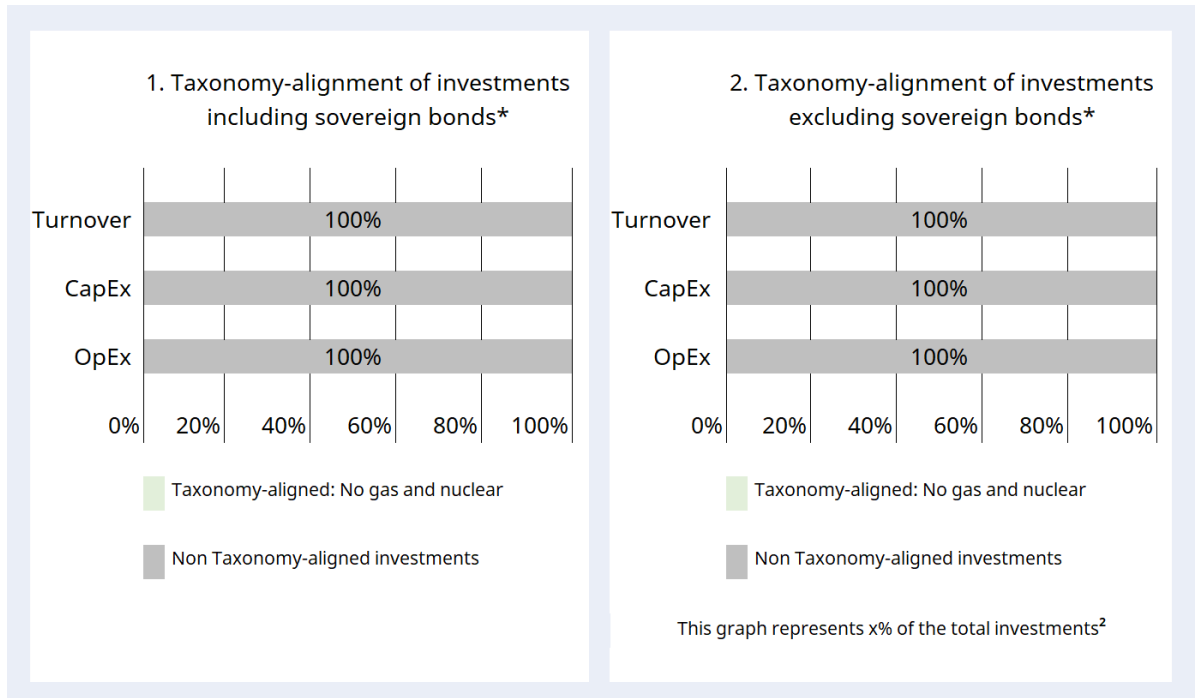 1. Taxonomy-alignment of investments
including sovereign bonds*
Turnover
100%
CapEx
100%
OpEx
100%
0% 20% 40% 60% 80% 100%
Taxonomy-aligned: No gas and nuclear
Non Taxonomy-aligned investments
2. Taxonomy-alignment of investments
excluding sovereign bonds*
Turnover
100%
CapEx
100%
OpEx
100%
0% 20% 40% 60% 80% 100%
Taxonomy-aligned: No gas and nuclear
Non Taxonomy-aligned investments
This graph represents x% of the total investments²